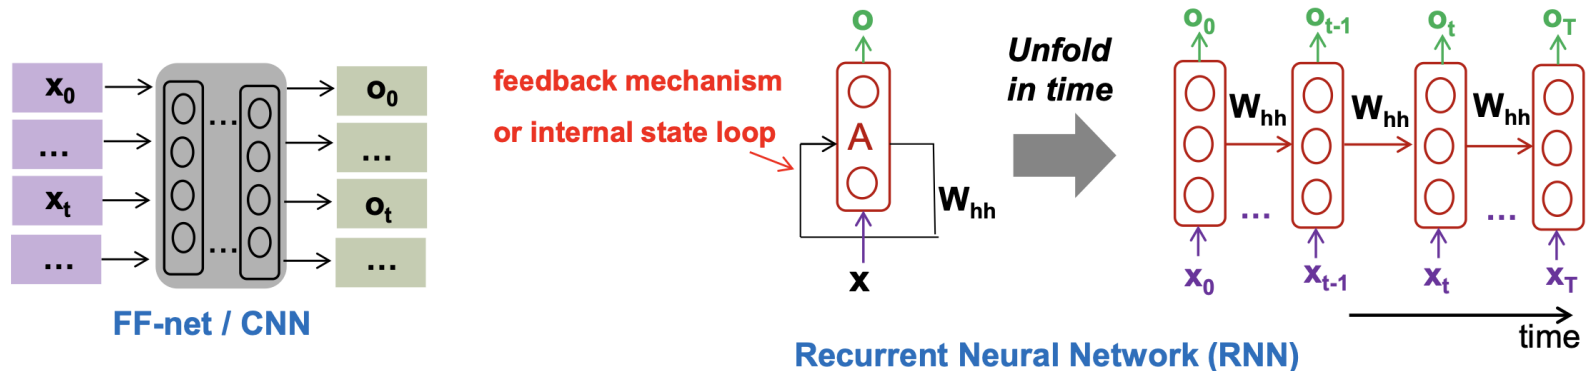 x0
...
xt
...
...
...
o0
...
ot
...
FF-net / CNN
feedback mechanism
or internal state loop
o
A
Whh
x
Unfold
in time
o0
ot-1
ot
oT
Whh
Whh
Whh
...
...
x0
xt-1
xt
xT
time
Recurrent Neural Network (RNN)